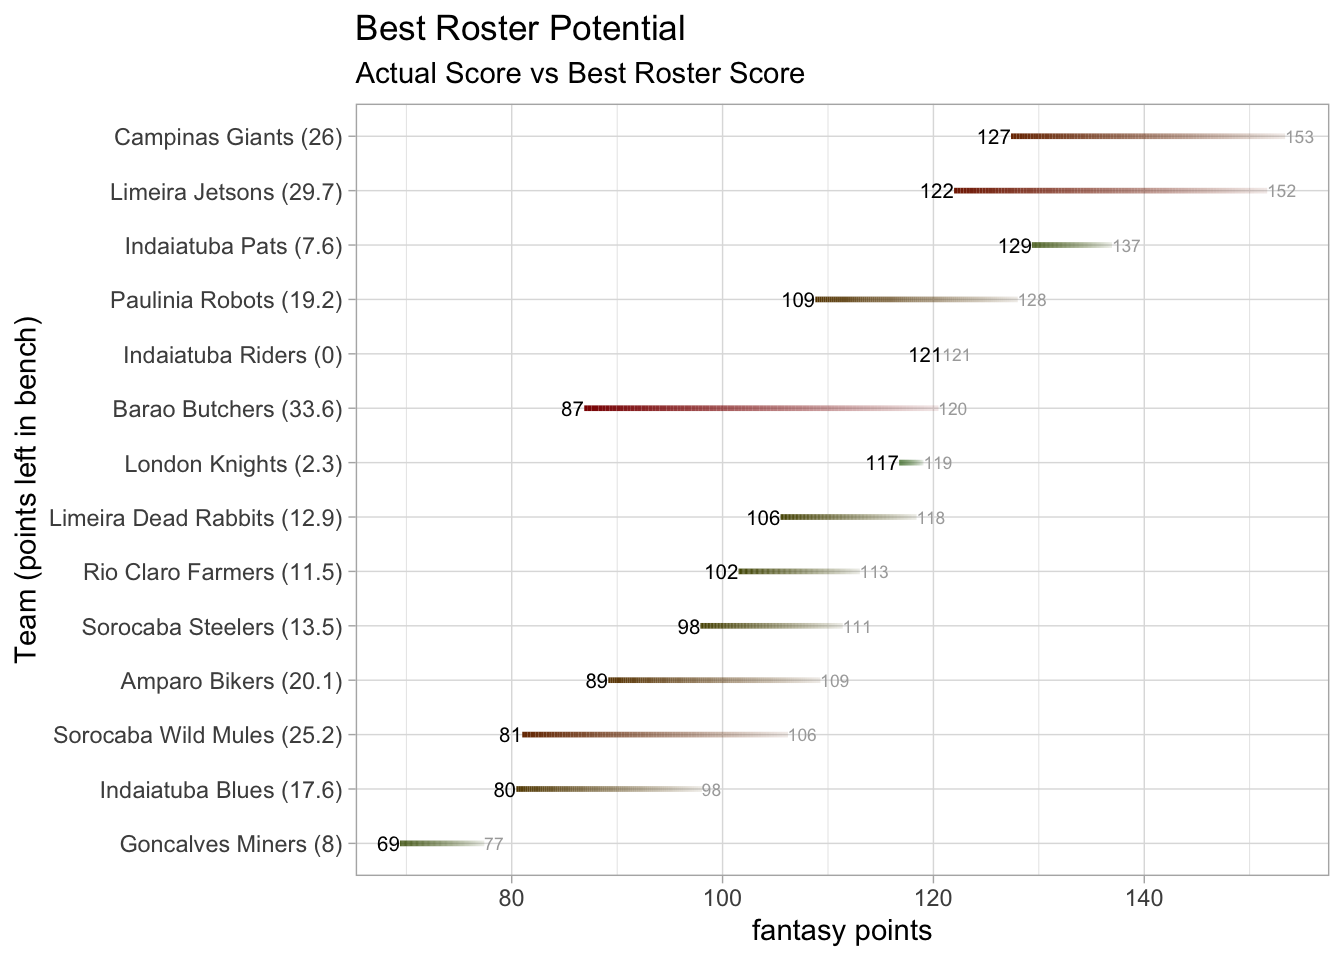 Best Roster Potential
Actual Score vs Best Roster Score
Team (points left in bench)
Campinas Giants (26) 127 153
Limeira Jetsons (29.7) 122 152
Indaiatuba Pats (7.6) 129 137
Paulinia Robots (19.2) 109 128
Indaiatuba Riders (0) 121 121
Barao Butchers (33.6) 87 120
London Knights (2.3) 117 119
Limeira Dead Rabbits (12.9) 106 118
Rio Claro Farmers (11.5) 102 113
Sorocaba Steelers (13.5) 98 111
Amparo Bikers (20.1) 89 109
Sorocaba Wild Mules (25.2) 81 106
Indaiatuba Blues (17.6) 80 98
Goncalves Miners (8) 69 77
80 100 120 140
fantasy points